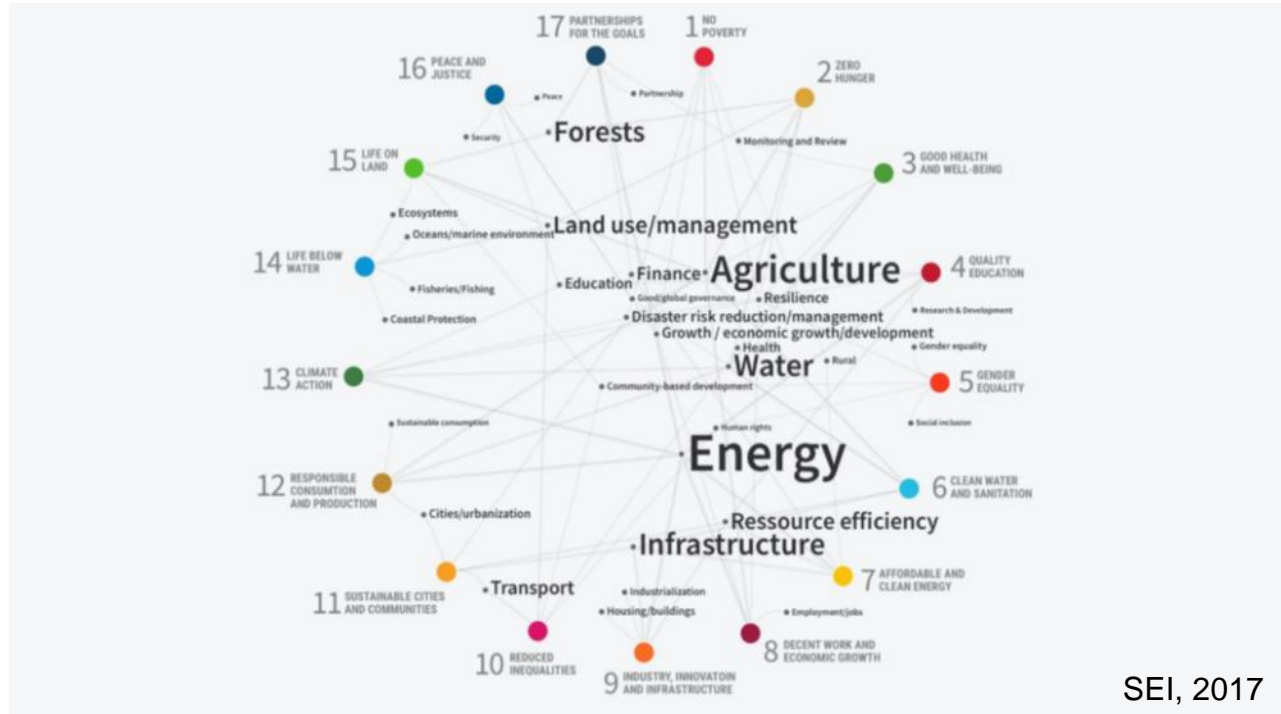 17 PARTNERSHIPS
FOR THE GOALS
1 NO
POVERTY
16 PEACE AND
JUSTICE
2 ZERO
HUNGER
Peace
Partnership
Forests
Security
Monitoring and Review
15 LIFE ON
LAND
3 GOOD HEALTH
AND WELL-BEING
Ecosystems
Land use/management
Oceans/marine environment
14 LIFE BELOW
WATER
4 QUALITY
EDUCATION
Finance
Agriculture
Education
Fisheries/Fishing
Good/global governance
Resilience
Research & Development
Coastal Protection
Disaster risk reduction/management
Growth / economic growth/development
Health
Gender equality
Water
Rural
13 CLIMATE
ACTION
5 GENDER
EQUALITY
Community-based development
Sustainable consumption
Human rights
Social inclusion
Energy
12 RESPONSIBLE
CONSUMTION
AND PRODUCTION
6 CLEAN WATER
AND SANITATION
Cities/urbanization
Ressource efficiency
Infrastructure
7 AFFORDABLE AND
CLEAN ENERGY
Transport
Industrialization
11 SUSTAINABLE CITIES
AND COMMUNITIES
Housing/buildings
Employment/jobs
10 REDUCED
INEQUALITIES
8 DECENT WORK AND
ECONOMIC GROWTH
9 INDUSTRY, INNOVATOIN
AND INFRASTRUCTURE
SEI, 2017